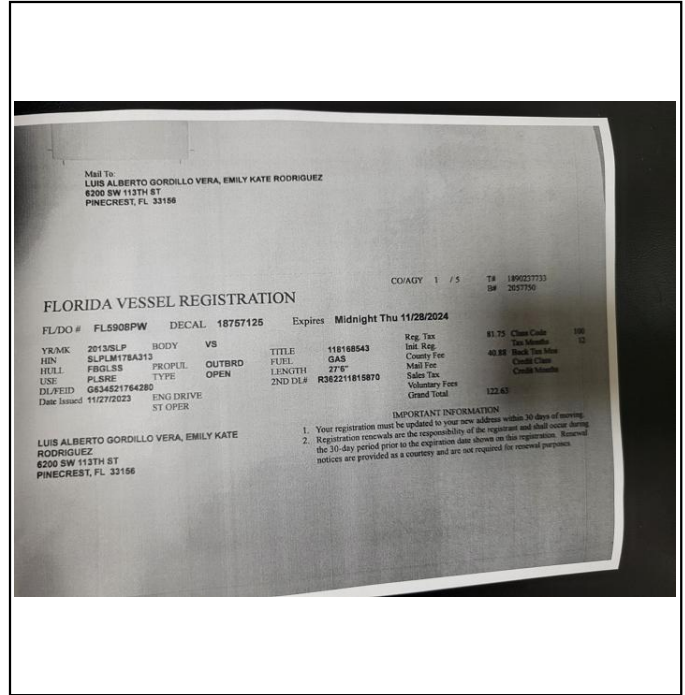 Mail To:
LUIS ALBERTO GORDILLO VERA, EMILY KATE RODRIGUEZ
6200 SW 113TH ST
PINECREST, FL 33156
CO/AGY 1 / 5 T# 1890237733
B# 2057750
FLORIDA VESSEL REGISTRATION
FL/DO # FL5908PW DECAL 18757125 Expires Midnight Thu 11/28/2024
YR/MK 2013/SLP BODY VS TITLE 118168543 Reg. Tax 81.75 Class Code 100
HIN SLPLM178A313 FUEL GAS Init. Reg. Tax Months 12
HULL FBGLSS PROPUL OUTBRD LENGTH 27'6" County Fee 40.88 Back Tax Mos
USE PLSRE TYPE OPEN 2ND DL# R362211815870 Mail Fee Credit Class
DL/FEID G634521764280 ENG DRIVE Sales Tax Credit Months
Date Issued 11/27/2023 ST OPER Voluntary Fees
Grand Total 122.63
IMPORTANT INFORMATION
1. Your registration must be updated to your new address within 30 days of moving.
2. Registration renewals are the responsibility of the registrant and shall occur during
the 30-day period prior to the expiration date shown on this registration. Renewal
notices are provided as a courtesy and are not required for renewal purposes.
LUIS ALBERTO GORDILLO VERA, EMILY KATE
RODRIGUEZ
6200 SW 113TH ST
PINECREST, FL 33156